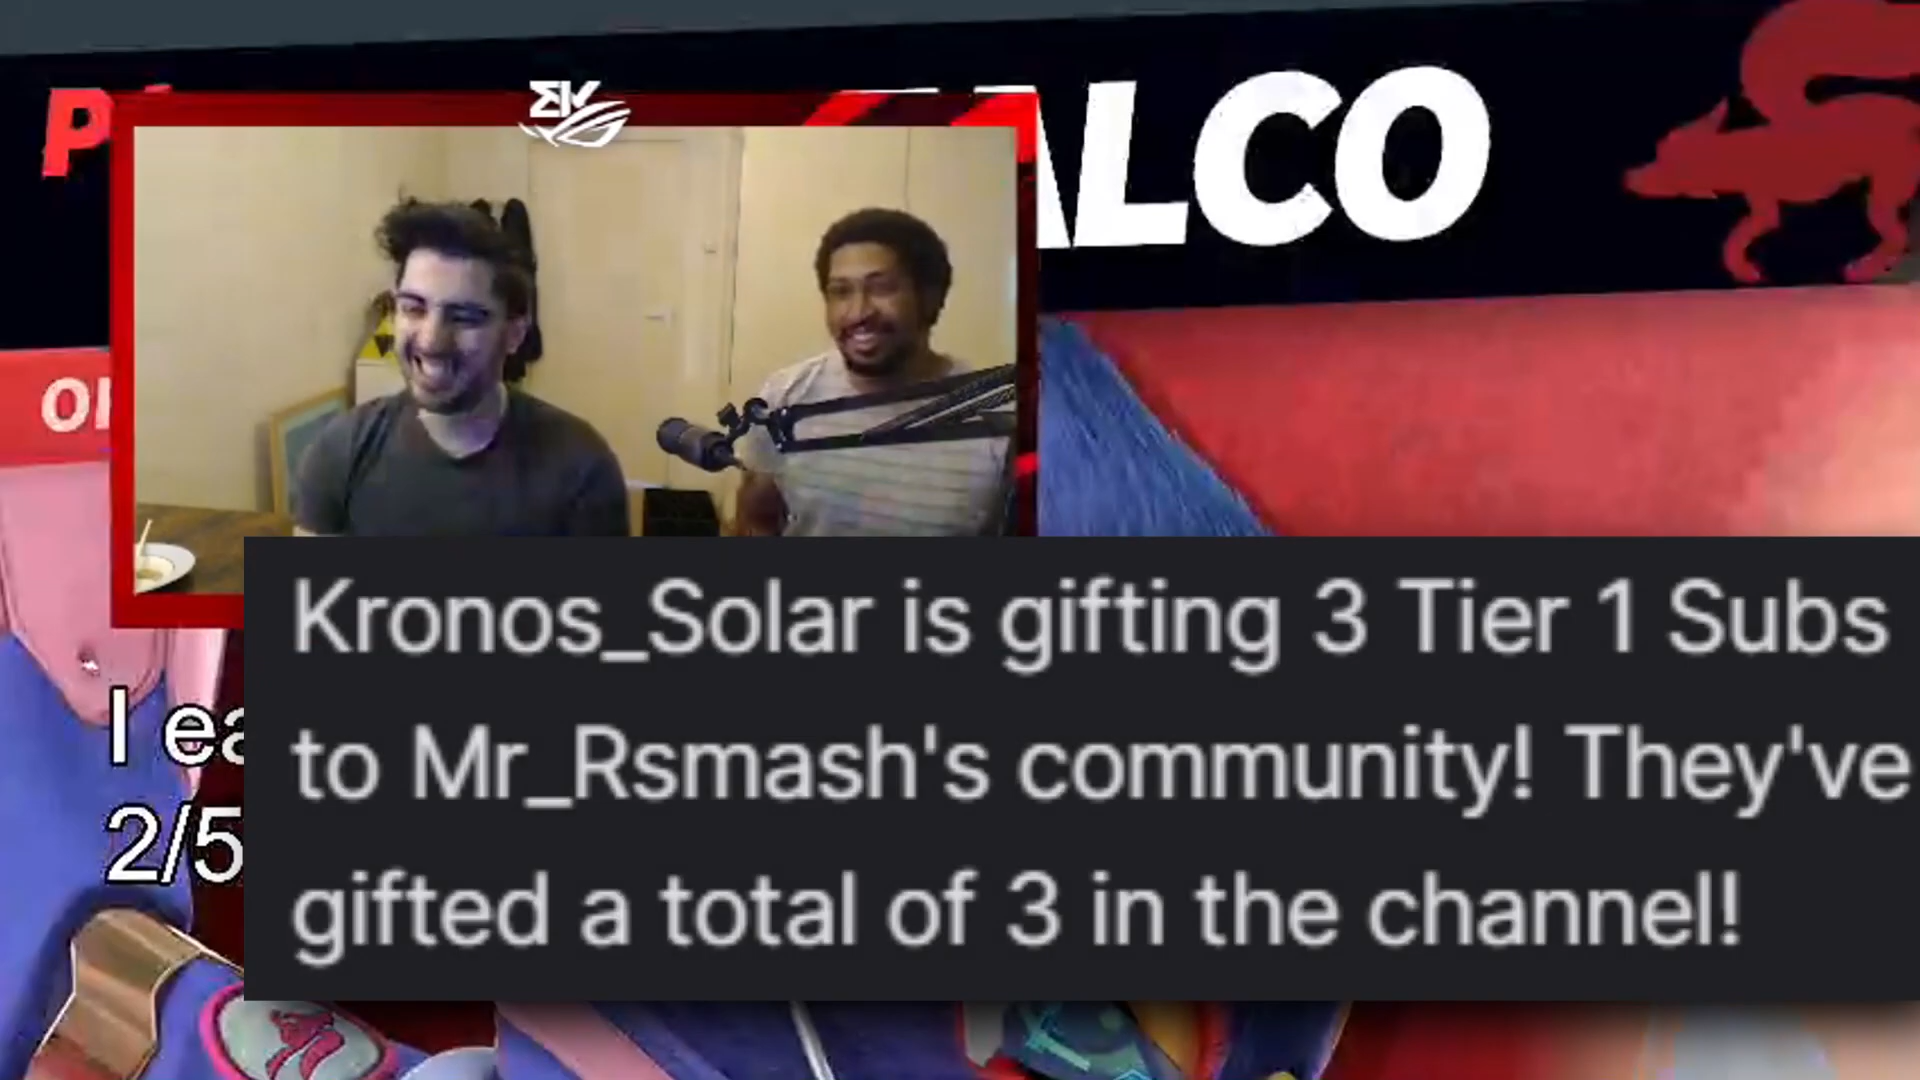 ALCO
Kronos_Solar is gifting 3 Tier 1 Subs
to Mr_Rsmash's community! They've
gifted a total of 3 in the channel!
I ea
2/5